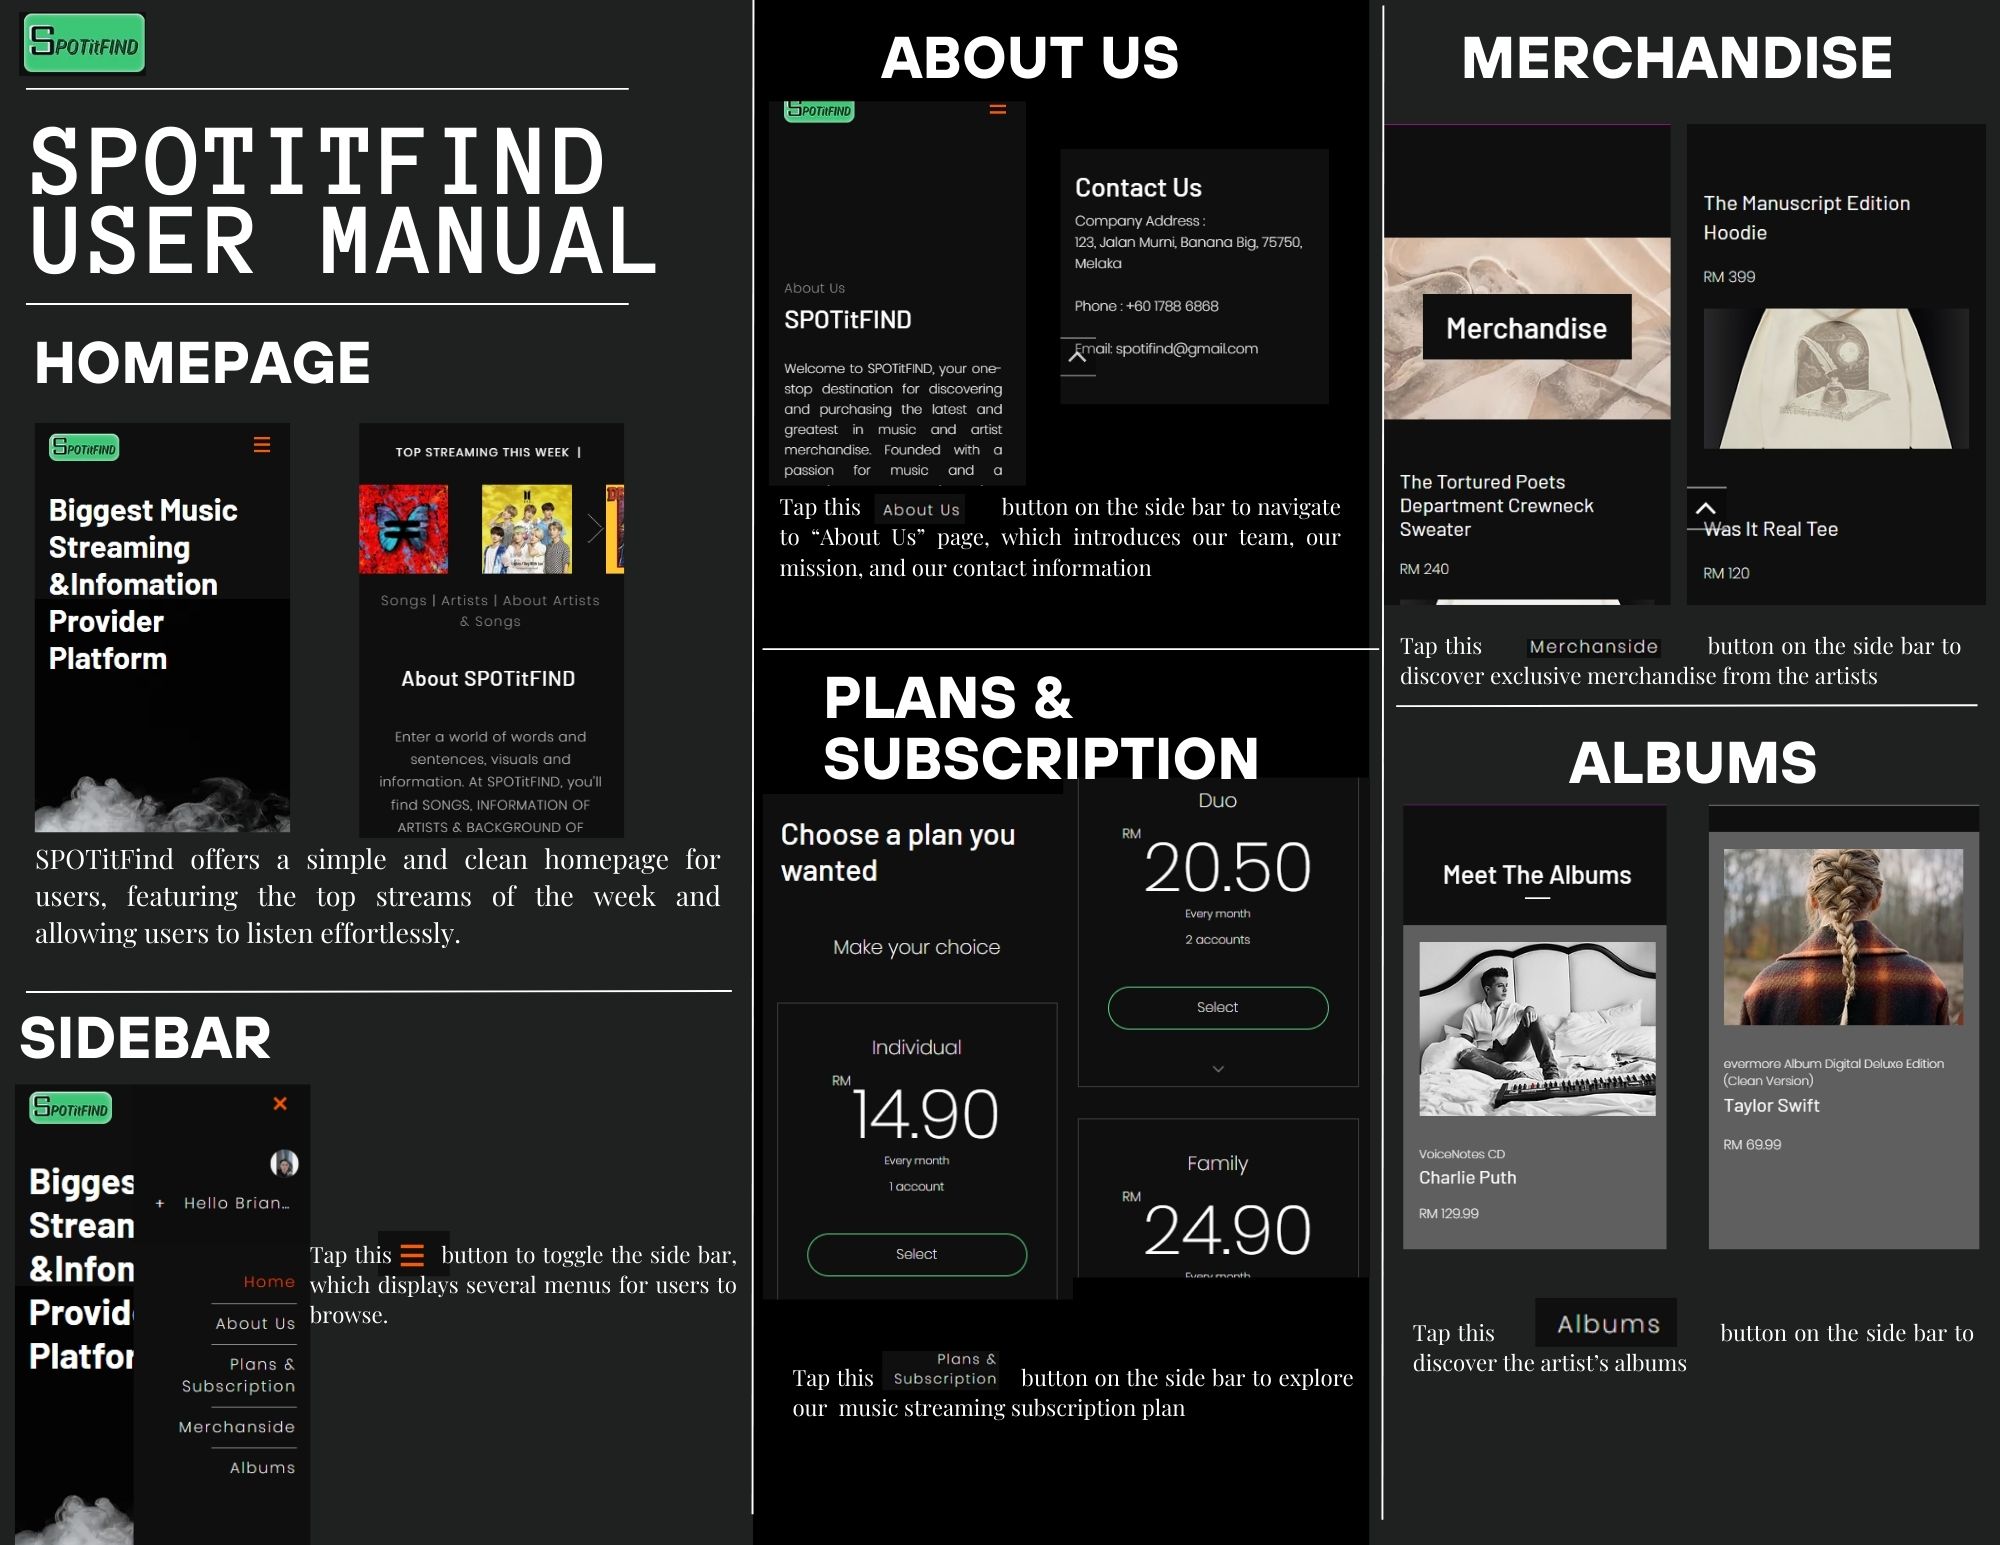 SPOTitFIND
SPOTITFIND
USER MANUAL
HOMEPAGE
SPOTitFIND
Biggest Music
Streaming
&Infomation
Provider
Platform
TOP STREAMING THIS WEEK |
Songs | Artists | About Artists
& Songs
About SPOTitFIND
Enter a world of words and
sentences, visuals and
information. At SPOTitFIND, you'll
find SONGS, INFORMATION OF
ARTISTS & BACKGROUND OF
SPOTitFind offers a simple and clean homepage for
users, featuring the top streams of the week and
allowing users to listen effortlessly.
SIDEBAR
SPOTitFIND
Bigges
Strean
&Infon
Provid
Platfor
+ Hello Brian...
Home
About Us
Plans &
Subscription
Merchanside
Albums
Tap this button to toggle the side bar,
which displays several menus for users to
browse.
ABOUT US
SPOTitFIND
About Us
SPOTitFIND
Welcome to SPOTitFIND, your one-
stop destination for discovering
and purchasing the latest and
greatest in music and artist
merchandise. Founded with a
passion for music and a
Contact Us
Company Address :
123, Jalan Murni, Banana Big, 75750,
Melaka
Phone : +60 1788 6868
Email: spotifind@gmail.com
Tap this About Us button on the side bar to navigate
to “About Us” page, which introduces our team, our
mission, and our contact information
PLANS &
SUBSCRIPTION
Choose a plan you
wanted
Make your choice
Individual
RM
14.90
Every month
1 account
Select
Duo
RM
20.50
Every month
2 accounts
Select
Family
RM
24.90
Every month
Tap this Plans & Subscription button on the side bar to explore
our music streaming subscription plan
MERCHANDISE
Merchandise
The Tortured Poets
Department Crewneck
Sweater
RM 240
The Manuscript Edition
Hoodie
RM 399
Was It Real Tee
RM 120
Tap this Merchanside button on the side bar to
discover exclusive merchandise from the artists
ALBUMS
Meet The Albums
VoiceNotes CD
Charlie Puth
RM 129.99
evermore Album Digital Deluxe Edition
(Clean Version)
Taylor Swift
RM 69.99
Tap this Albums button on the side bar to
discover the artist’s albums